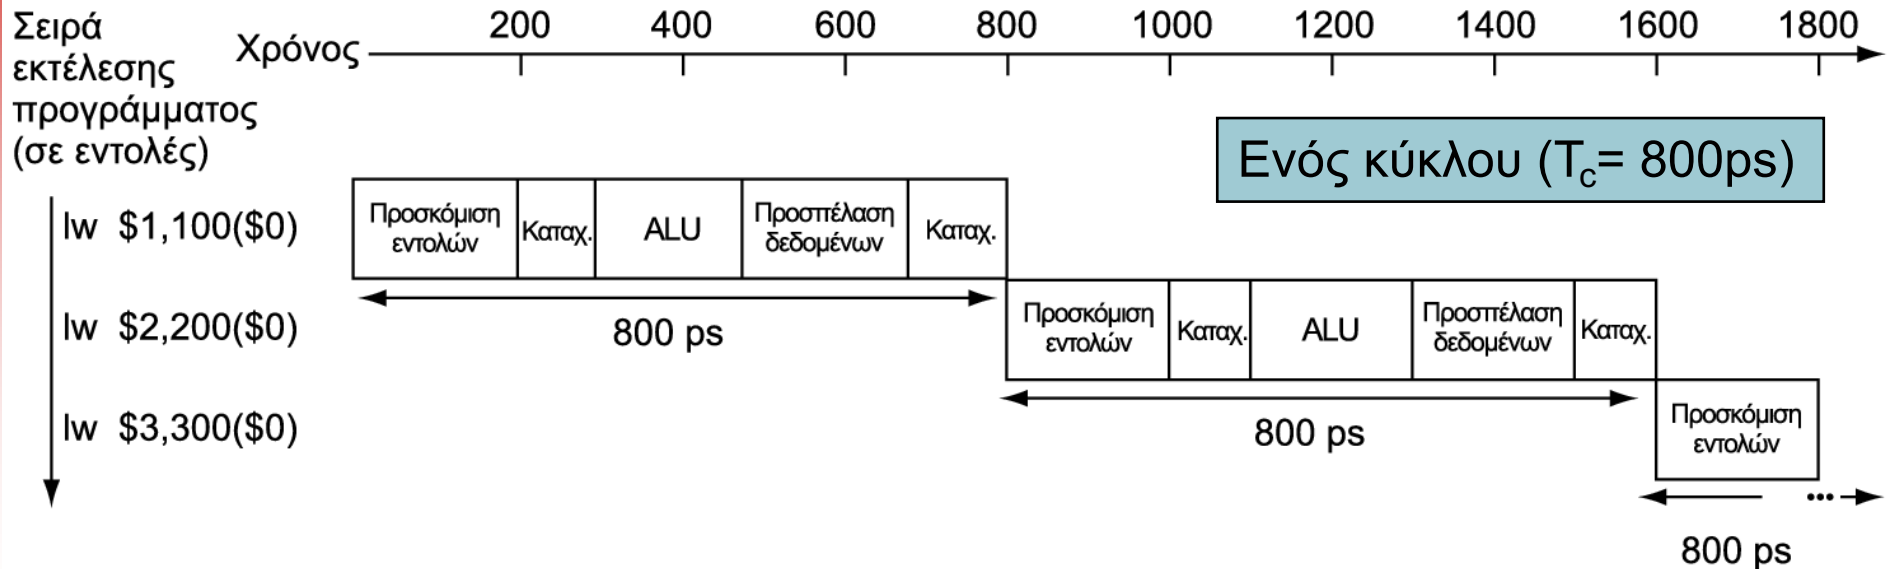 Σειρά
εκτέλεσης
προγράμματος
(σε εντολές)
Χρόνος
200 400 600 800 1000 1200 1400 1600 1800
Ενός κύκλου (Tc= 800ps)
lw $1,100($0)
Προσκόμιση
εντολών
Καταχ.
ALU
Προσπέλαση
δεδομένων
Καταχ.
800 ps
lw $2,200($0)
Προσκόμιση
εντολών
Καταχ.
ALU
Προσπέλαση
δεδομένων
Καταχ.
800 ps
lw $3,300($0)
Προσκόμιση
εντολών
...
800 ps